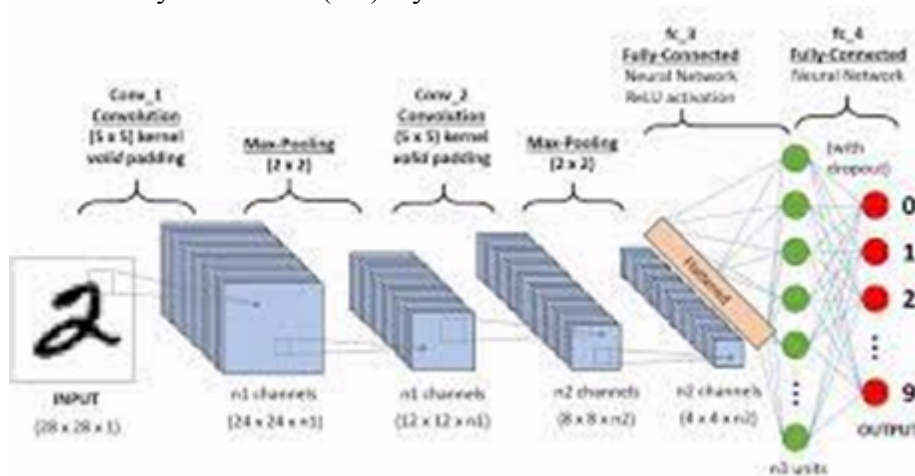 fc_3
Fully-Connected
Neural Network
ReLU activation
fc_4
Fully-Connected
Neural Network
Conv_1
Convolution
(5 x 5) kernel
valid padding
Max-Pooling
(2 x 2)
Conv_2
Convolution
(5 x 5) kernel
valid padding
Max-Pooling
(2 x 2)
(with
dropout)
Flattened
0
1
2
9
2
INPUT
(28 x 28 x 1)
n1 channels
(24 x 24 x n1)
n1 channels
(12 x 12 x n1)
n2 channels
(8 x 8 x n2)
n2 channels
(4 x 4 x n2)
OUTPUT
n3 units